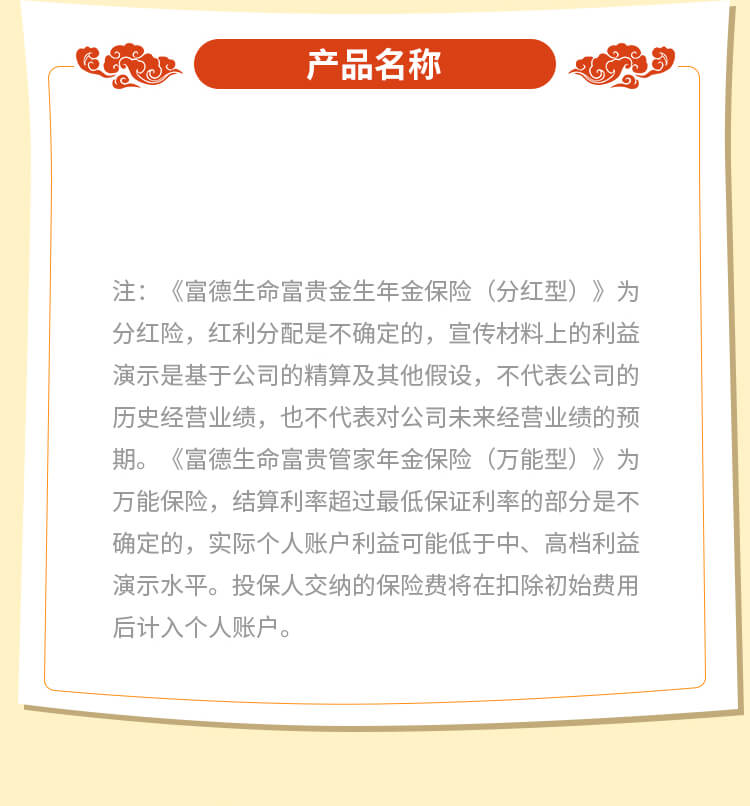 产品名称
注：《富德生命富贵金生年金保险（分红型）》为
分红险，红利分配是不确定的，宣传材料上的利益
演示是基于公司的精算及其他假设，不代表公司的
历史经营业绩，也不代表对公司未来经营业绩的预
期。《富德生命富贵管家年金保险（万能型）》为
万能保险，结算利率超过最低保证利率的部分是不
确定的，实际个人账户利益可能低于中、高档利益
演示水平。投保人交纳的保险费将在扣除初始费用
后计入个人账户。